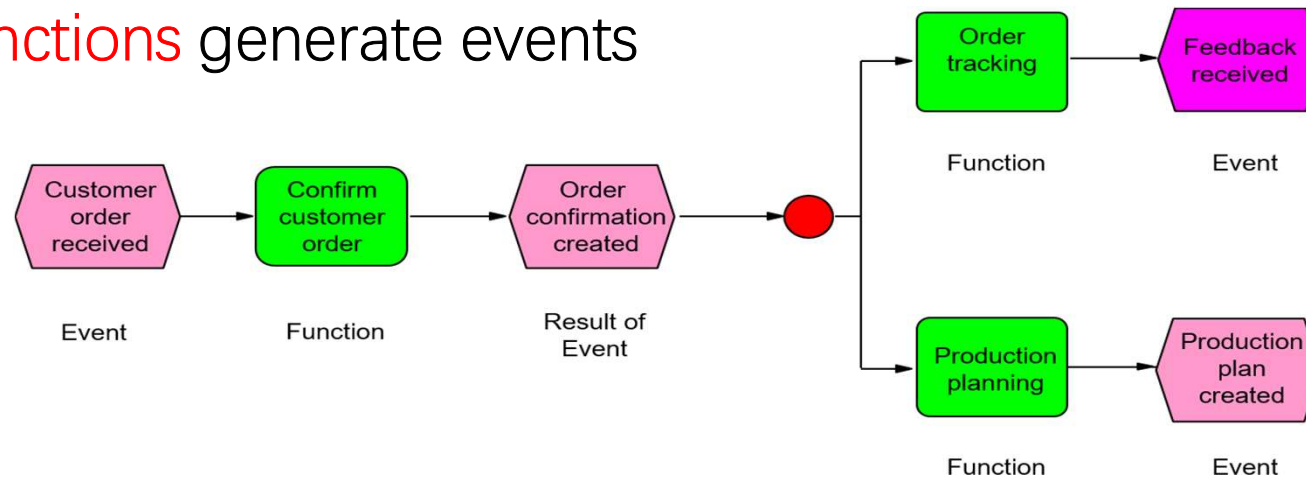 nctions generate events
Order
tracking
Feedback
received
Function
Event
Customer
order
received
Confirm
customer
order
Order
confirmation
created
Event
Function
Result of
Event
Production
planning
Production
plan
created
Function
Event